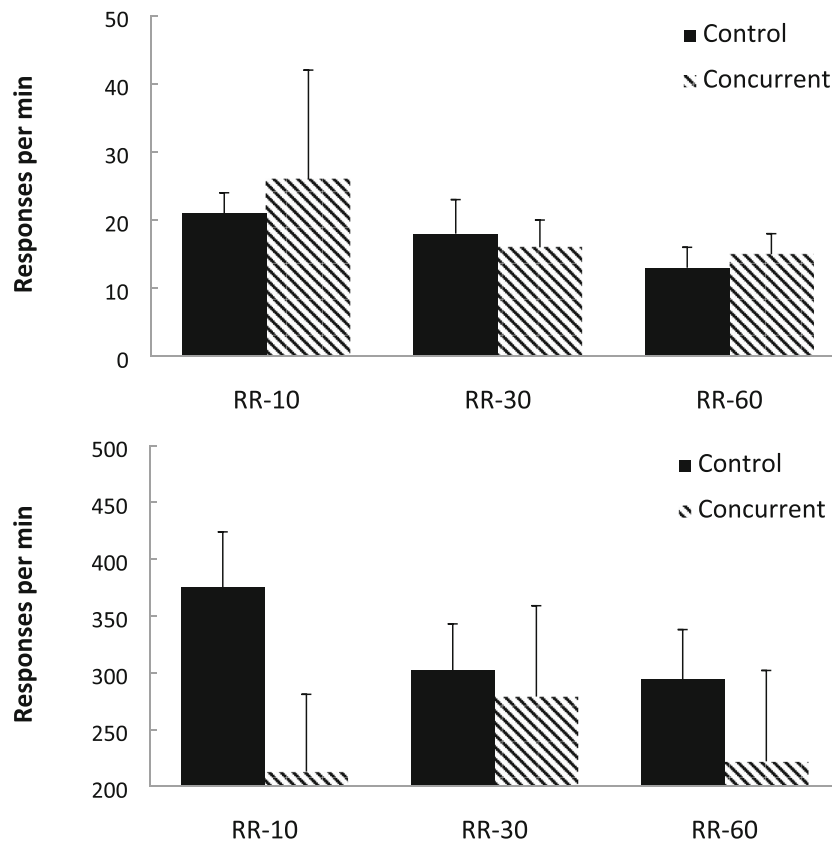 50
40
30
20
10
0
Responses per min
Control
Concurrent
RR-10 RR-30 RR-60
500
450
400
350
300
250
200
Responses per min
Control
Concurrent
RR-10 RR-30 RR-60